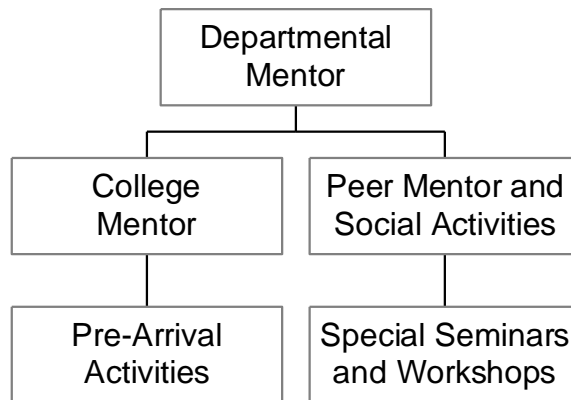 Departmental
Mentor
College
Mentor
Peer Mentor and
Social Activities
Pre-Arrival
Activities
Special Seminars
and Workshops